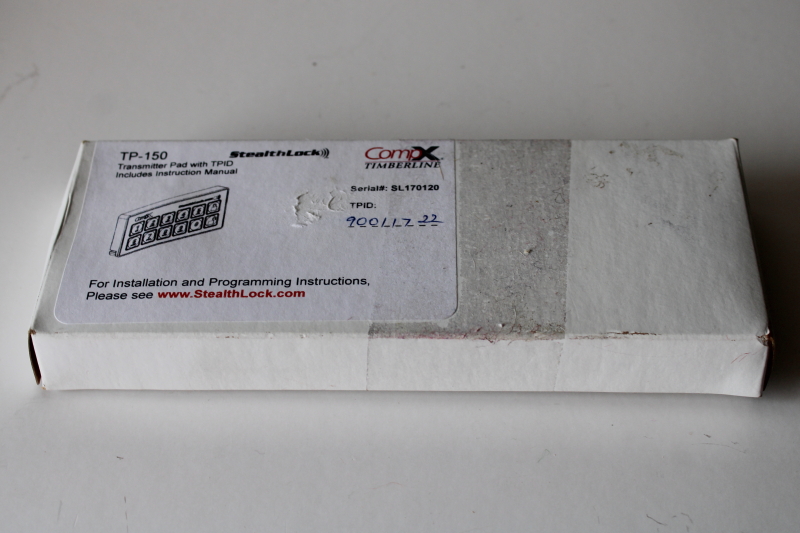 TP-150
Transmitter Pad with TPID
Includes Instruction Manual
StealthLock
CompX
TIMBERLINE
Serial#: SL170120
TPID:
CompX
For Installation and Programming Instructions,
Please see www.StealthLock.com